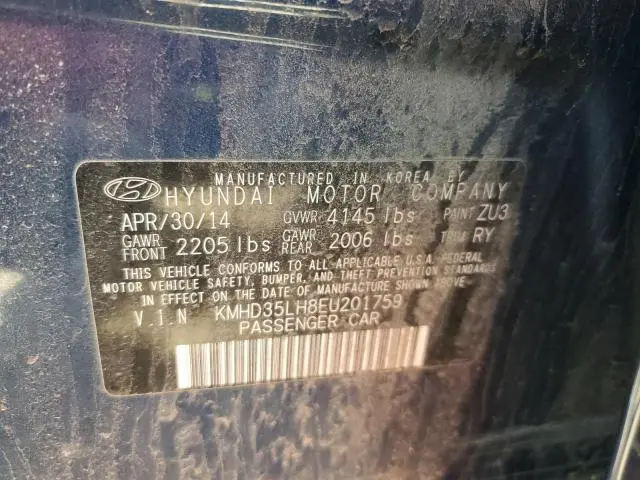 MANUFACTURED IN KOREA BY
HYUNDAI MOTOR COMPANY
APR/30/14 GVWR 4145 lbs PAINT ZU3
GAWR FRONT 2205 lbs GAWR REAR 2006 lbs TRIM RY
THIS VEHICLE CONFORMS TO ALL APPLICABLE U.S.A. FEDERAL
MOTOR VEHICLE SAFETY, BUMPER, AND THEFT PREVENTION STANDARDS
IN EFFECT ON THE DATE OF MANUFACTURE SHOWN ABOVE
V.I.N KMHD35LH8EU201759
PASSENGER CAR